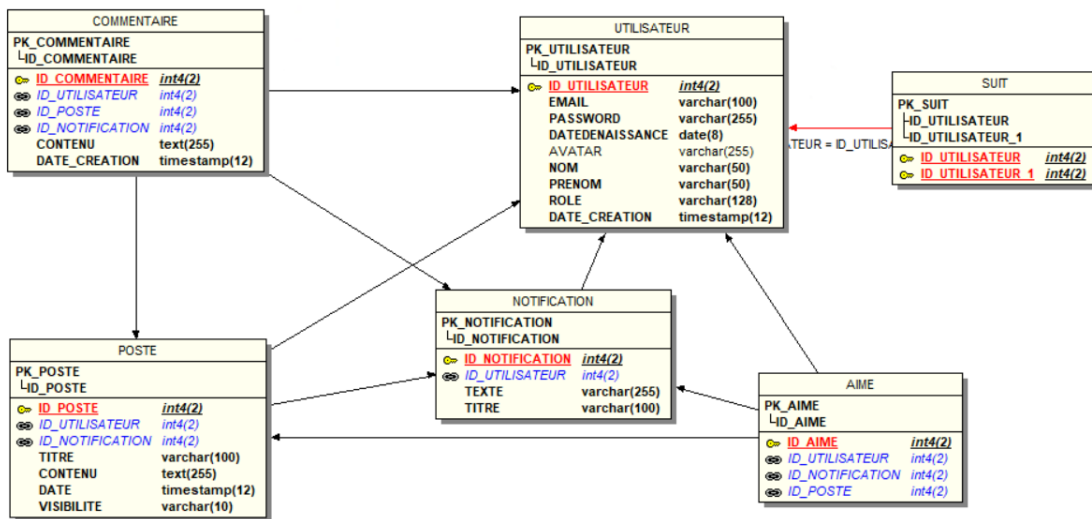 COMMENTAIRE
PK_COMMENTAIRE
ID_COMMENTAIRE
ID_COMMENTAIRE int4(2)
ID_UTILISATEUR int4(2)
ID_POSTE int4(2)
ID_NOTIFICATION int4(2)
CONTENU text(255)
DATE_CREATION timestamp(12)
UTILISATEUR
PK_UTILISATEUR
ID_UTILISATEUR
ID_UTILISATEUR int4(2)
EMAIL varchar(100)
PASSWORD varchar(255)
DATEDENAISSANCE date(8)
AVATAR varchar(255)
NOM varchar(50)
PRENOM varchar(50)
ROLE varchar(128)
DATE_CREATION timestamp(12)
SUIT
PK_SUIT
ID_UTILISATEUR
ID_UTILISATEUR_1
ID_UTILISATEUR int4(2)
ID_UTILISATEUR_1 int4(2)
ATEUR = ID_UTILISA
NOTIFICATION
PK_NOTIFICATION
ID_NOTIFICATION
ID_NOTIFICATION int4(2)
ID_UTILISATEUR int4(2)
TEXTE varchar(255)
TITRE varchar(100)
POSTE
PK_POSTE
ID_POSTE
ID_POSTE int4(2)
ID_UTILISATEUR int4(2)
ID_NOTIFICATION int4(2)
TITRE varchar(100)
CONTENU text(255)
DATE timestamp(12)
VISIBILITE varchar(10)
AIME
PK_AIME
ID_AIME
ID_AIME int4(2)
ID_UTILISATEUR int4(2)
ID_NOTIFICATION int4(2)
ID_POSTE int4(2)